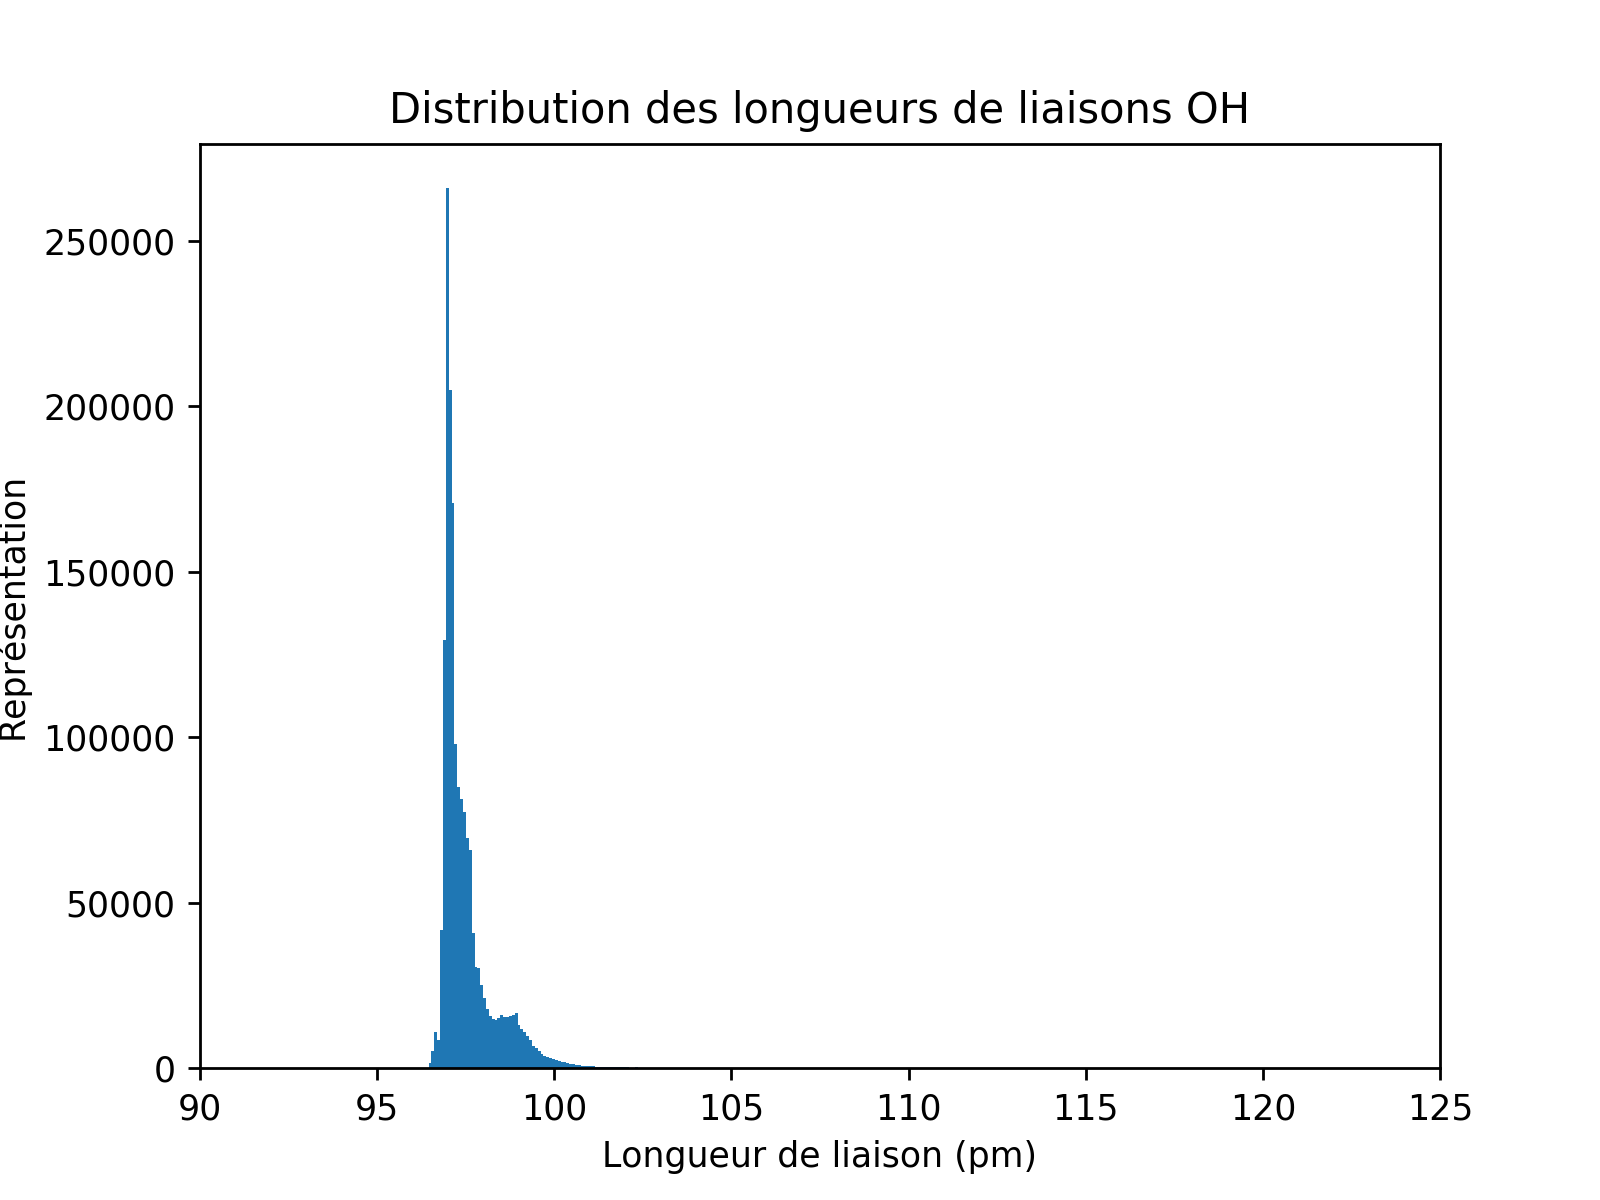 Distribution des longueurs de liaisons OH
Représentation
250000
200000
150000
100000
50000
0
90 95 100 105 110 115 120 125
Longueur de liaison (pm)